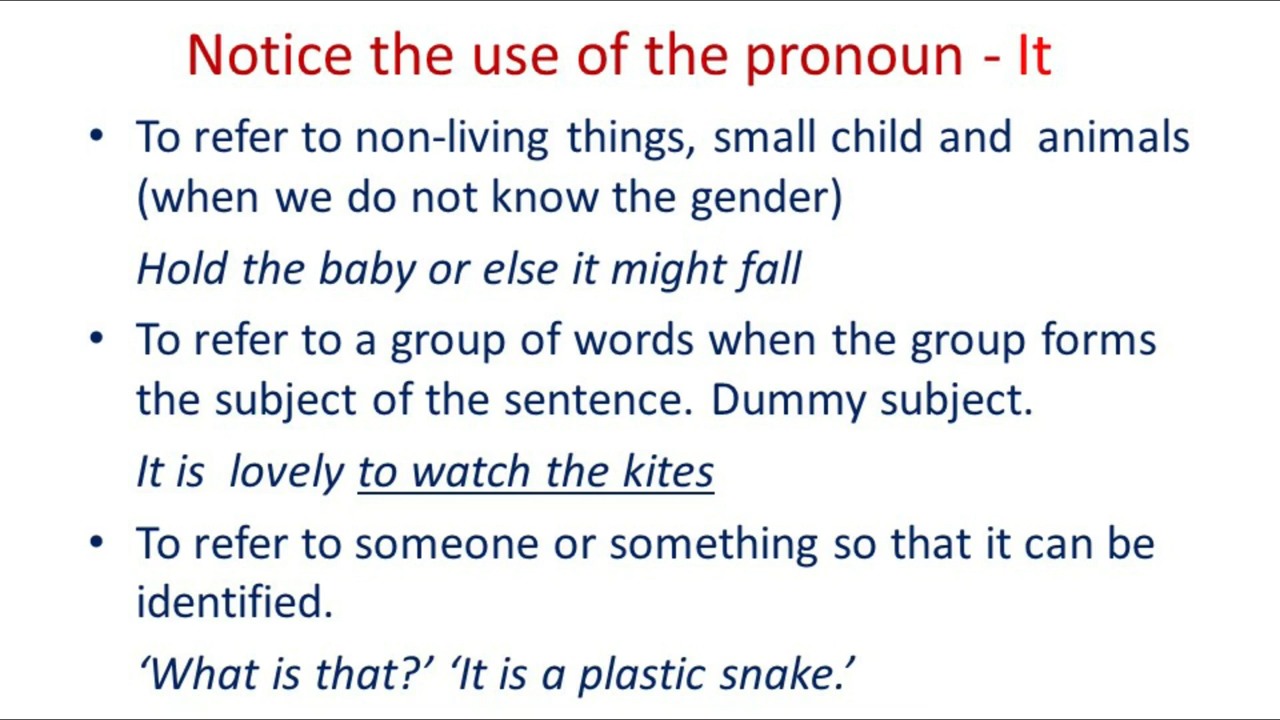 Notice the use of the pronoun - It
• To refer to non-living things, small child and animals
(when we do not know the gender)
Hold the baby or else it might fall
• To refer to a group of words when the group forms
the subject of the sentence. Dummy subject.
It is lovely to watch the kites
• To refer to someone or something so that it can be
identified.
‘What is that?’ ‘It is a plastic snake.’